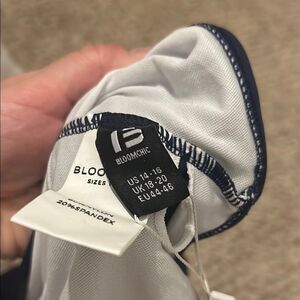 BLOOMCHIC
US 14-16
UK 18-20
EU 44-46
BLOO
SIZES
20%SPANDEX